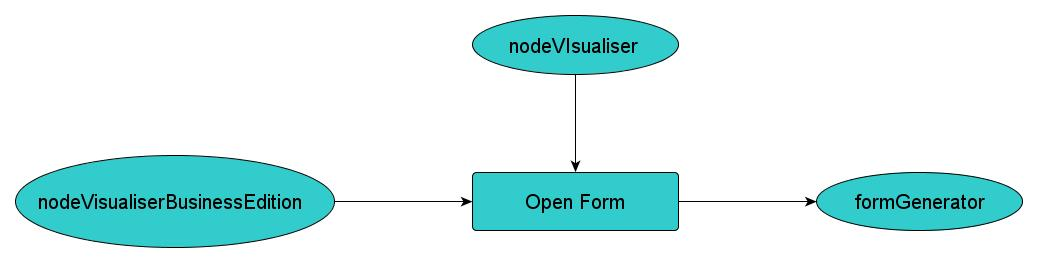 nodeVIsualiser
nodeVisualiserBusinessEdition
Open Form
formGenerator